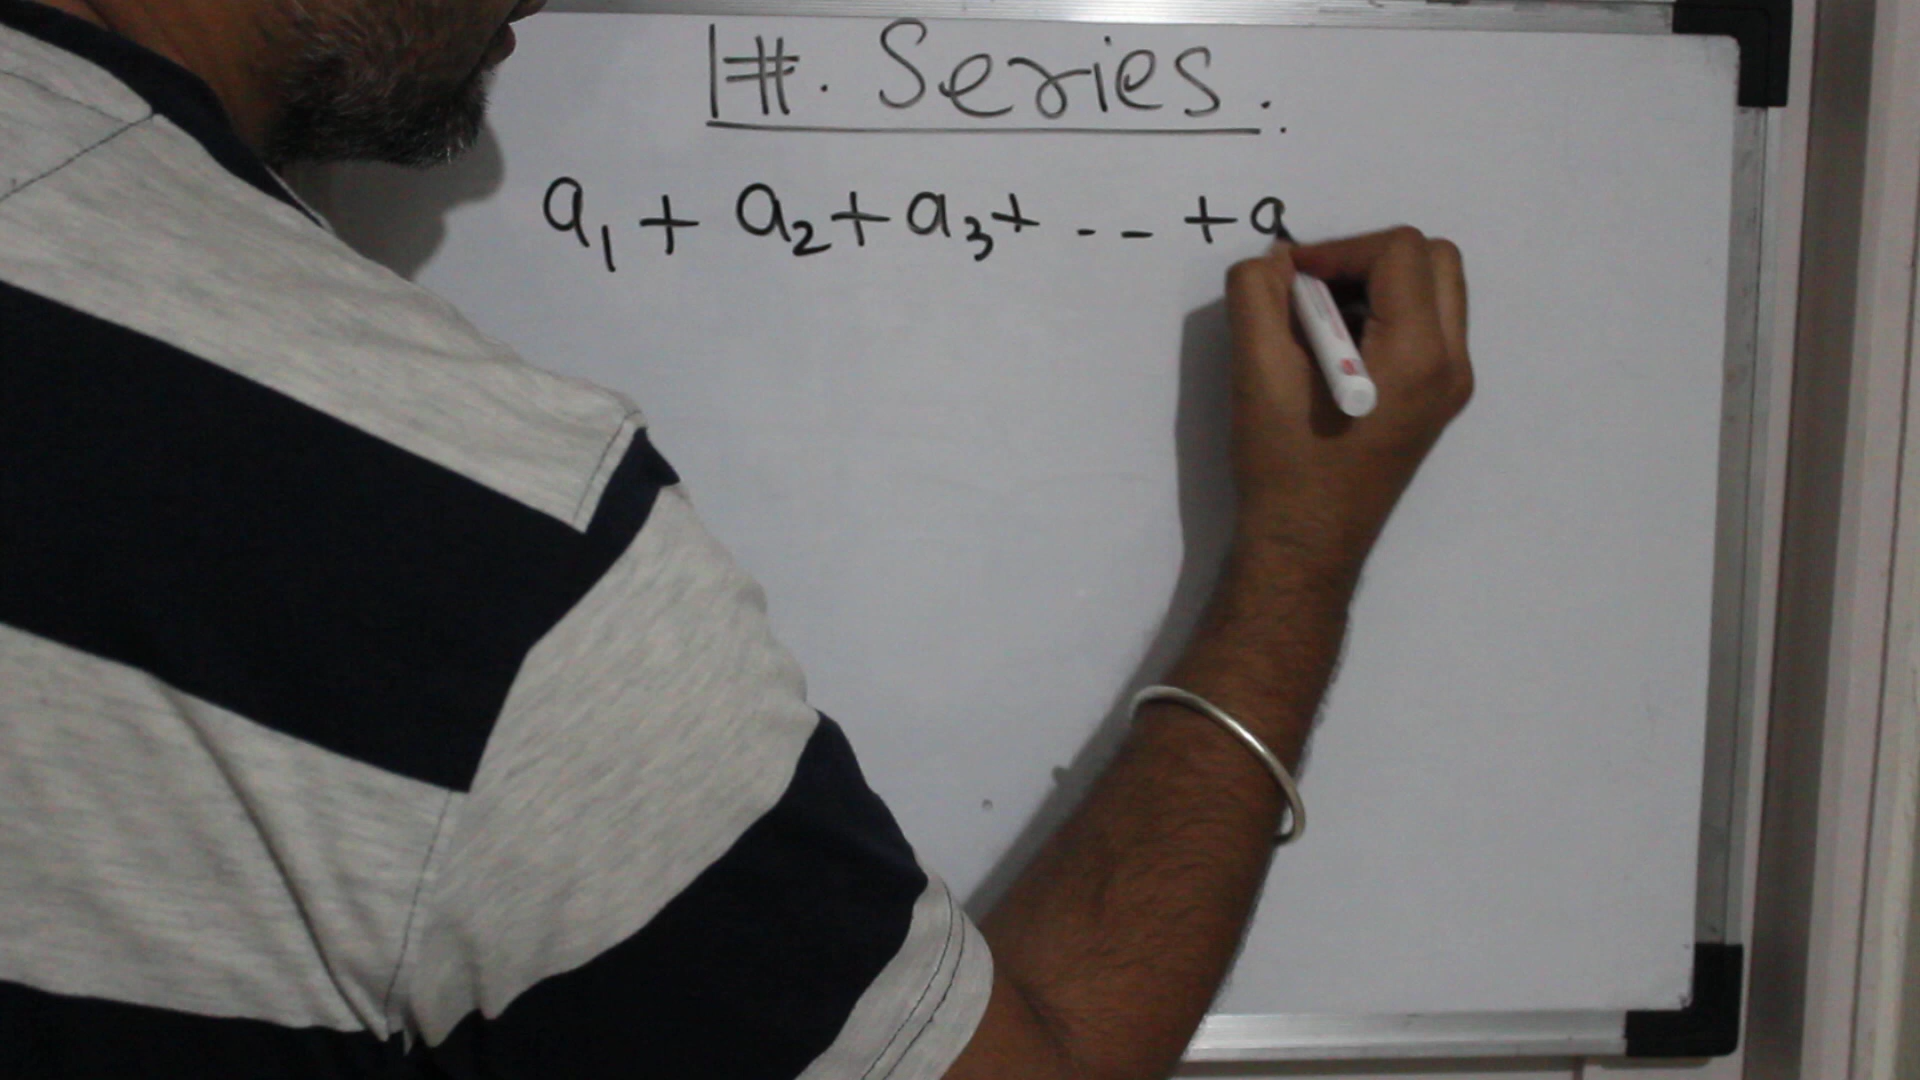 1#. Series.
a₁ + a₂ + a₃ + . - - + a